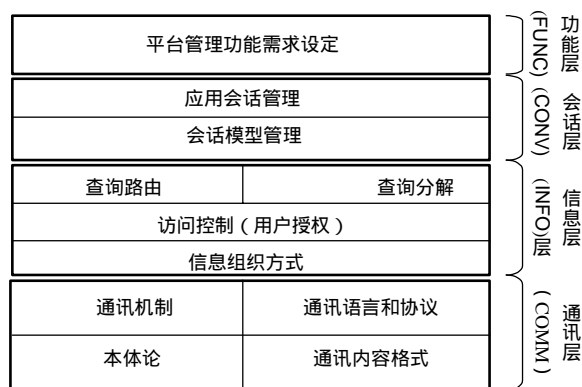 平台管理功能需求设定
功能层
(FUNC)
应用会话管理
会话模型管理
会话层
(CONV)
查询路由
查询分解
访问控制（用户授权）
信息组织方式
信息层
(INFO)层
通讯机制
通讯语言和协议
本体论
通讯内容格式
通讯层
(COMM)